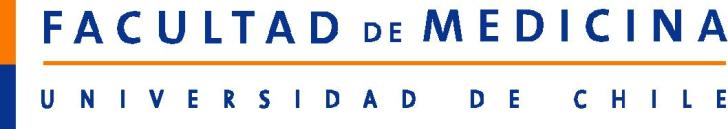 FACULTAD DE MEDICINA
UNIVERSIDAD DE CHILE